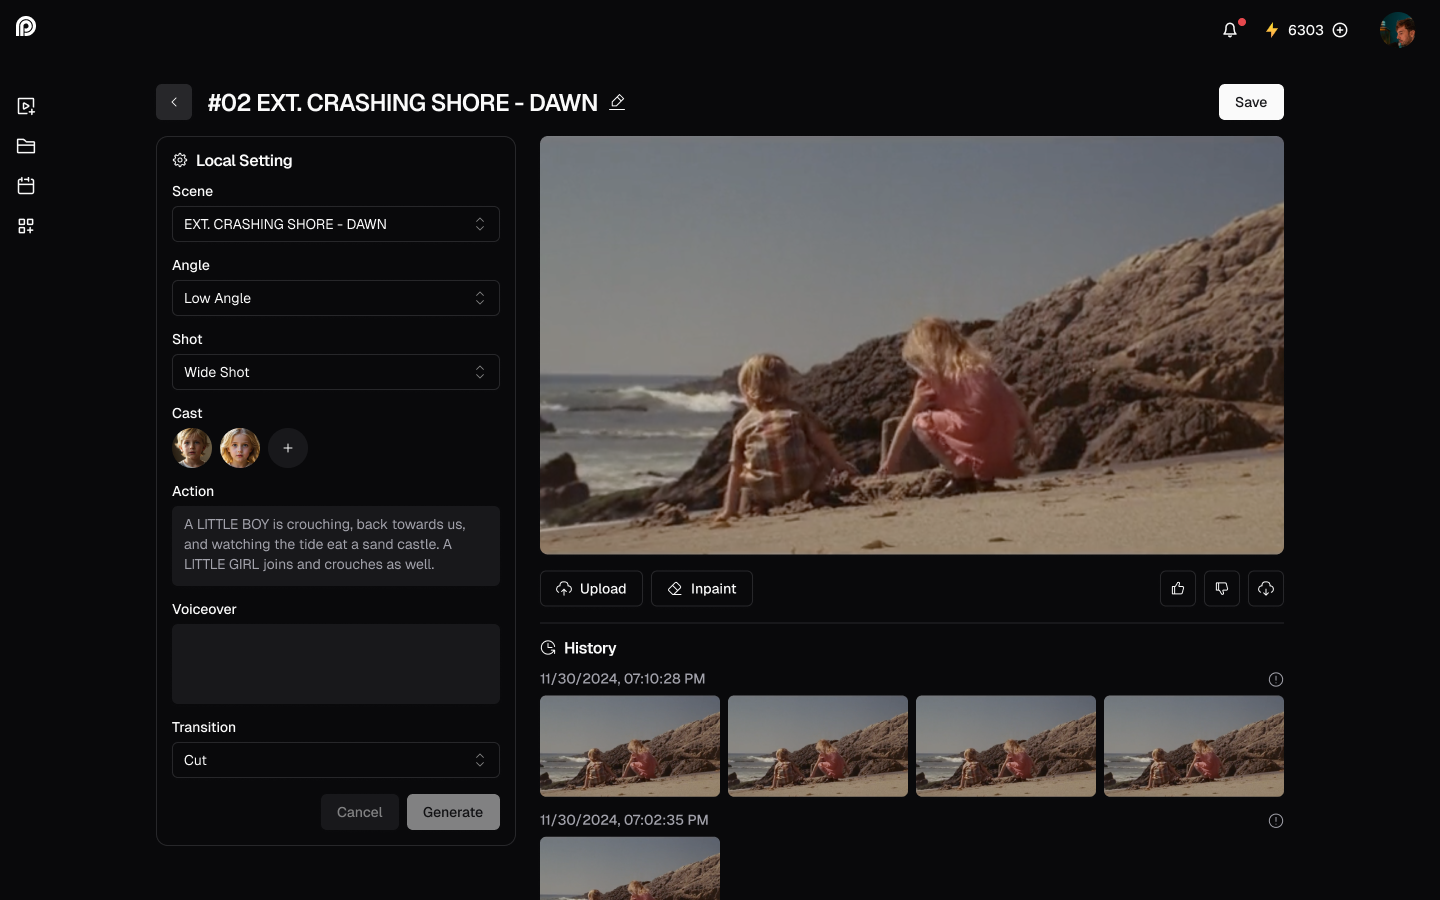 6303
#02 EXT. CRASHING SHORE - DAWN
Save
Local Setting
Scene
EXT. CRASHING SHORE - DAWN
Angle
Low Angle
Shot
Wide Shot
Cast
Action
A LITTLE BOY is crouching, back towards us,
and watching the tide eat a sand castle. A
LITTLE GIRL joins and crouches as well.
Voiceover
Transition
Cut
Cancel
Generate
Upload
Inpaint
History
11/30/2024, 07:10:28 PM
11/30/2024, 07:02:35 PM